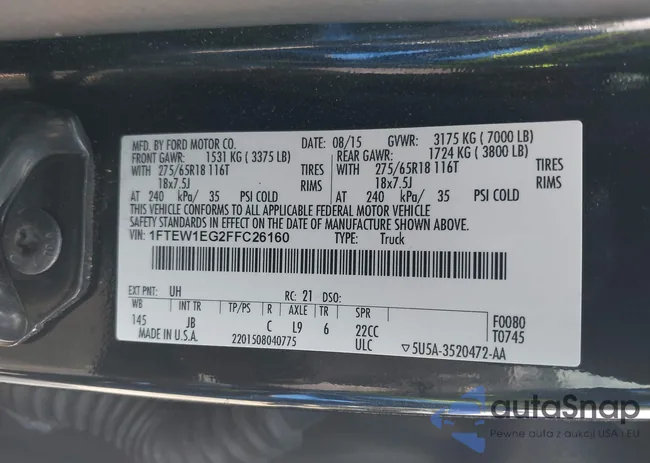 MFD. BY FORD MOTOR CO. DATE: 08/15 GVWR: 3175 KG ( 7000 LB)
FRONT GAWR: 1531 KG ( 3375 LB) REAR GAWR: 1724 KG ( 3800 LB)
WITH 275/65R18 116T TIRES WITH 275/65R18 116T TIRES
18x7.5J RIMS 18x7.5J RIMS
AT 240 kPa/ 35 PSI COLD AT 240 kPa/ 35 PSI COLD
THIS VEHICLE CONFORMS TO ALL APPLICABLE FEDERAL MOTOR VEHICLE
SAFETY STANDARDS IN EFFECT ON THE DATE OF MANUFACTURE SHOWN ABOVE.
VIN: 1FTEW1EG2FFC26160 TYPE: Truck
EXT PNT: UH RC: 21 DSO:
WB INT TR TP/PS R AX TR SPR
145 JB C L9 6 22CC F0080
MADE IN U.S.A. 2201508040775 ULC ▽5U5A-3520472-AA T0745
autaSnap
Pewne auta z aukcji USA i EU